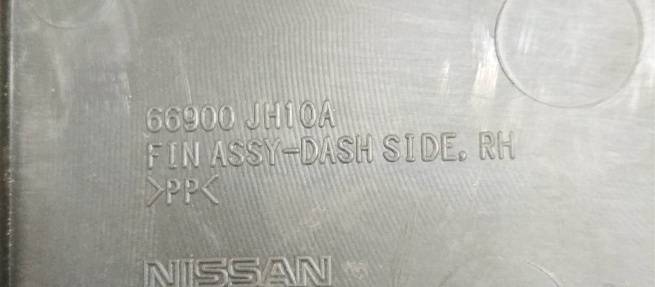 66900 JH10A
FIN ASSY-DASH SIDE, RH
>PP<
NISSAN